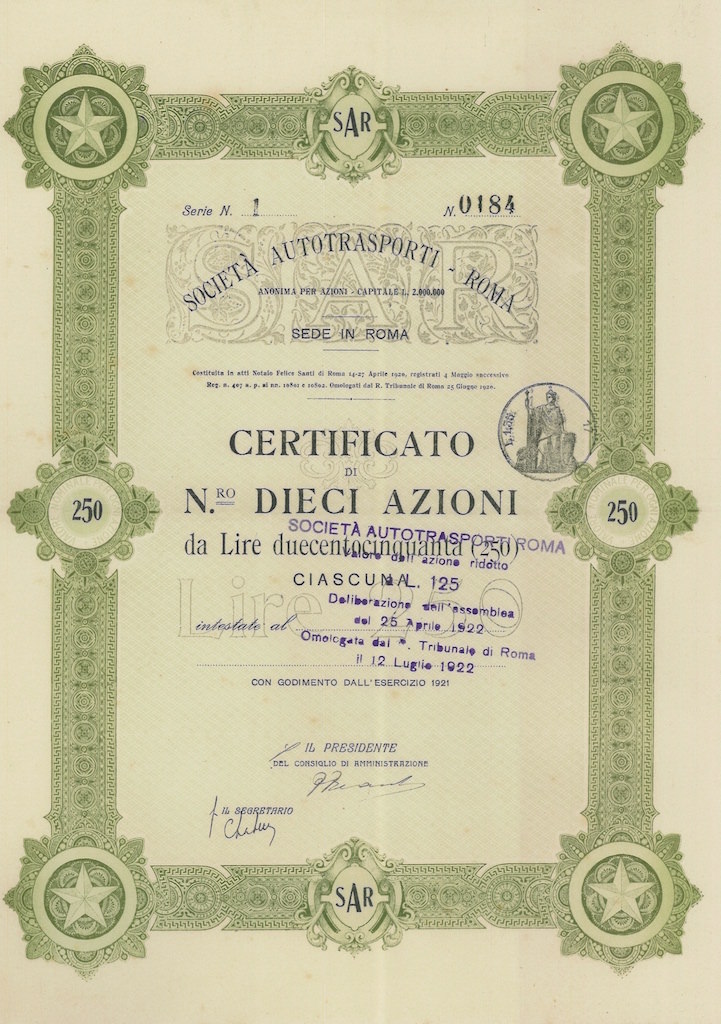 SAR
Serie N. 1
N. 0184
SOCIETÀ AUTOTRASPORTI - ROMA
ANONIMA PER AZIONI - CAPITALE L. 2.000.000
SEDE IN ROMA
Costituita in atti Notaio Felice Santi di Roma 14-27 Aprile 1920, registrati 4 Maggio successivo
Reg. n. 407 a. p. ai nn. 10801 e 10802. Omologati dal R. Tribunale di Roma 25 Giugno 1920.
CERTIFICATO
DI
N.RO DIECI AZIONI
250
250
da Lire duecentocinquanta (250)
CIASCUNA
SOCIETÀ AUTOTRASPORTI ROMA
Valore dell'azione ridotto
L. 125
Deliberazione dell'assemblea
del 25 Aprile 1922
Omologata dal R. Tribunale di Roma
il 12 Luglio 1922
Lire 250
intestate al
CON GODIMENTO DALL'ESERCIZIO 1921
IL PRESIDENTE
DEL CONSIGLIO DI AMMINISTRAZIONE
IL SEGRETARIO
SAR